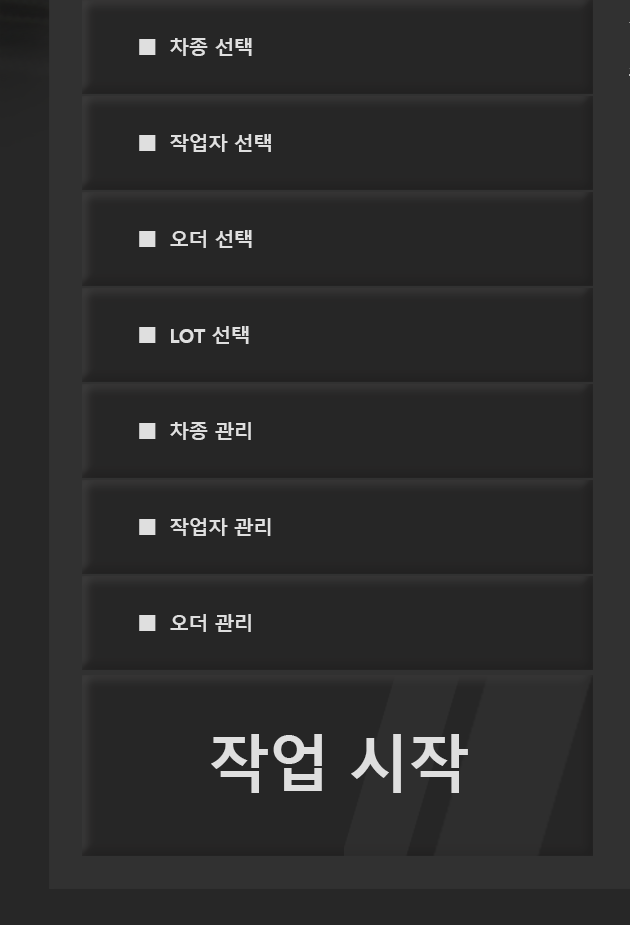 ■ 차종 선택
■ 작업자 선택
■ 오더 선택
■ LOT 선택
■ 차종 관리
■ 작업자 관리
■ 오더 관리
작업 시작